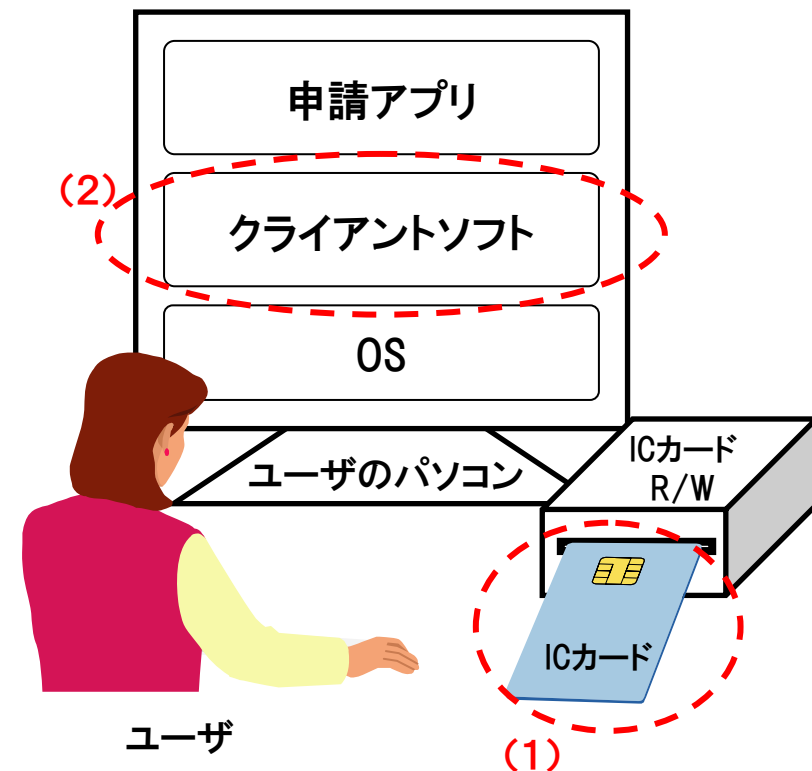 申請アプリ
(2)
クライアントソフト
OS
ユーザのパソコン
ICカード
R/W
ICカード
ユーザ
(1)